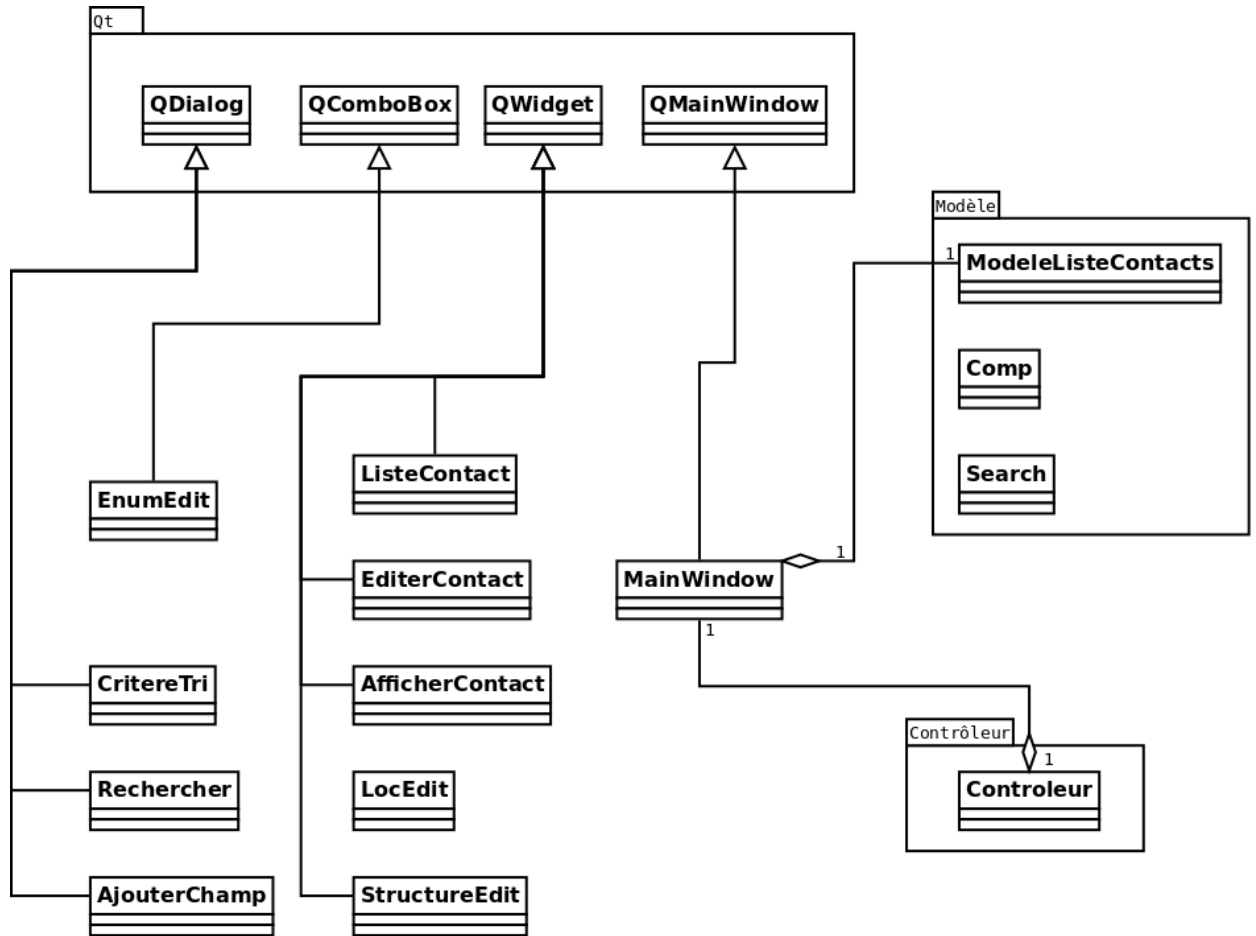 Qt
QDialog
QComboBox
QWidget
QMainWindow
Modèle
1
ModeleListeContacts
Comp
Search
ListeContact
EnumEdit
EditerContact
MainWindow
1
1
CritereTri
AfficherContact
Contrôleur
1
Rechercher
LocEdit
Controleur
AjouterChamp
StructureEdit